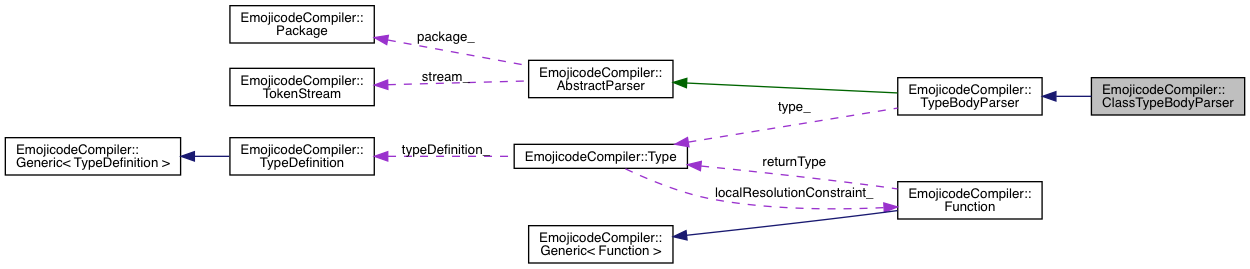 EmojicodeCompiler::
Package
package_
EmojicodeCompiler::
TokenStream
stream_
EmojicodeCompiler::
AbstractParser
EmojicodeCompiler::
TypeBodyParser
EmojicodeCompiler::
ClassTypeBodyParser
type_
EmojicodeCompiler::
Generic< TypeDefinition >
EmojicodeCompiler::
TypeDefinition
typeDefinition_
EmojicodeCompiler::Type
returnType
localResolutionConstraint_
EmojicodeCompiler::
Function
EmojicodeCompiler::
Generic< Function >